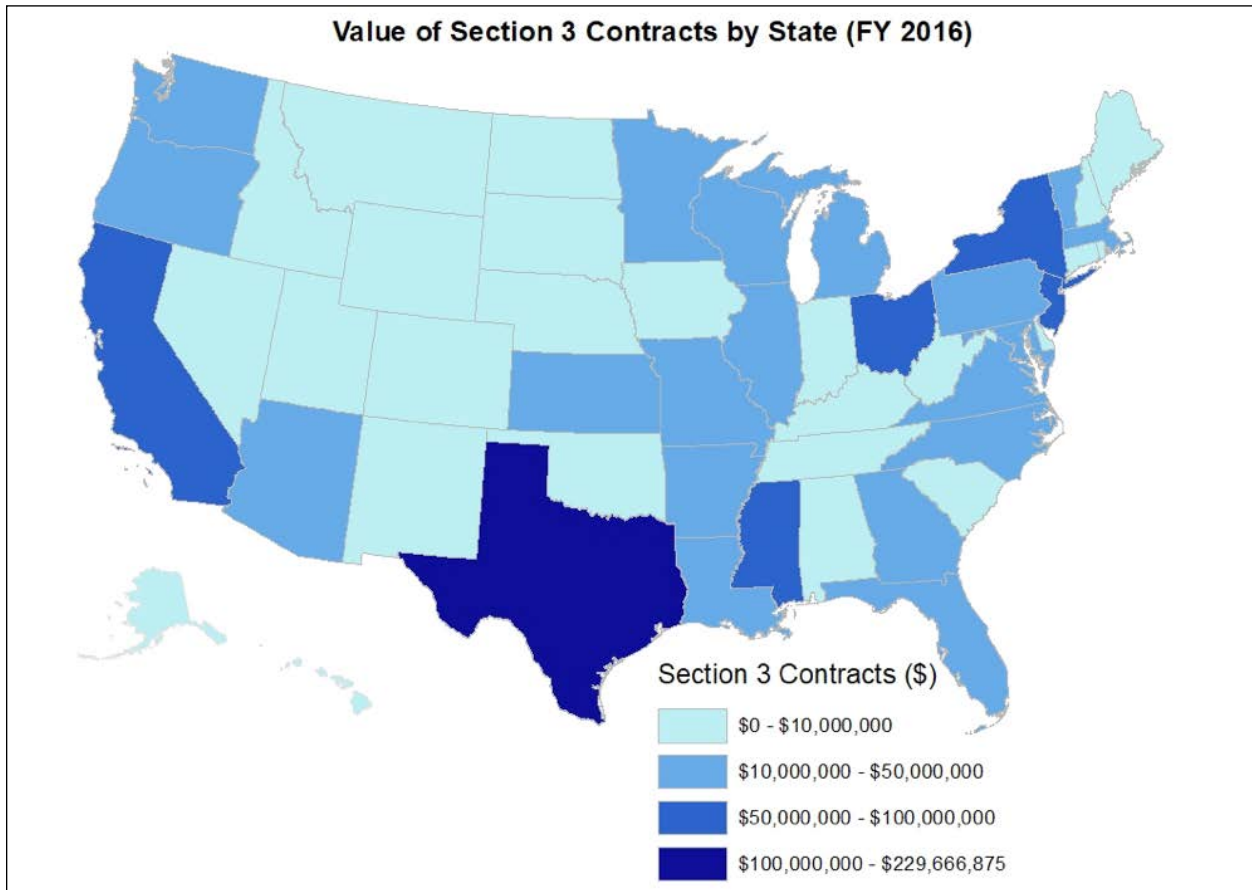 Value of Section 3 Contracts by State (FY 2016)
Section 3 Contracts ($)
$0 - $10,000,000
$10,000,000 - $50,000,000
$50,000,000 - $100,000,000
$100,000,000 - $229,666,875